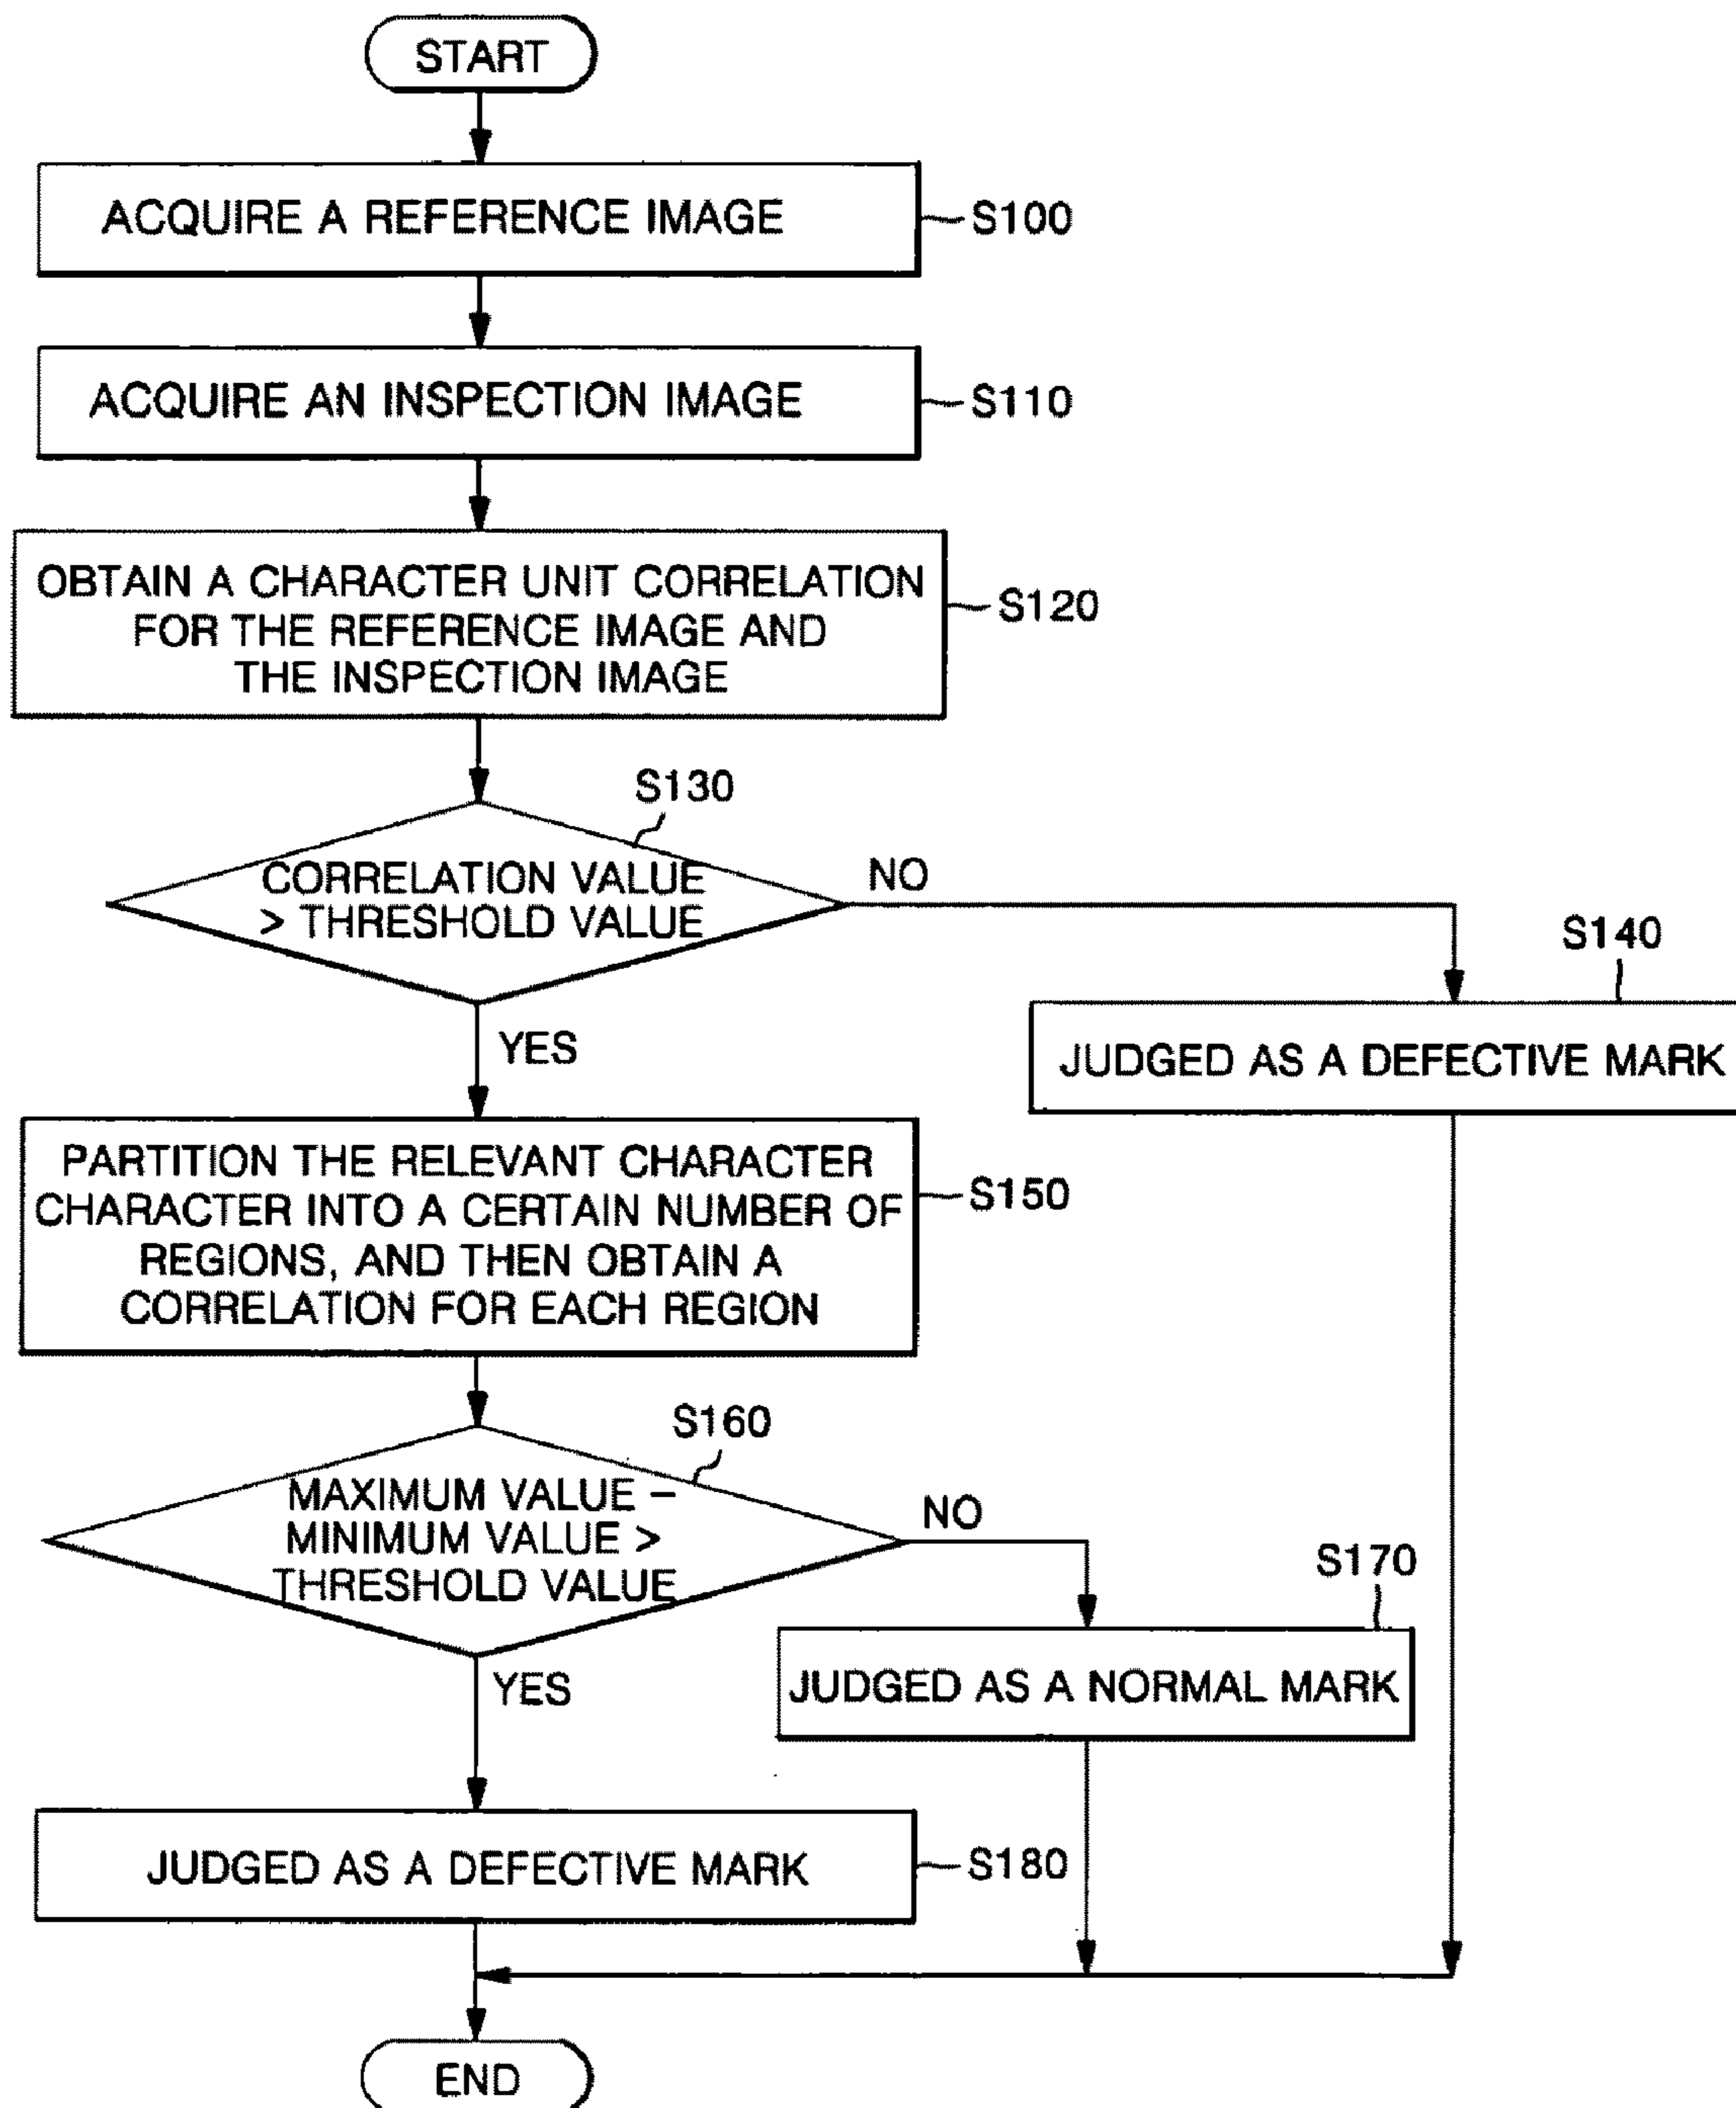 START
ACQUIRE A REFERENCE IMAGE
S100
ACQUIRE AN INSPECTION IMAGE
S110
OBTAIN A CHARACTER UNIT CORRELATION
FOR THE REFERENCE IMAGE AND
THE INSPECTION IMAGE
S120
S130
CORRELATION VALUE
> THRESHOLD VALUE
NO
YES
S140
JUDGED AS A DEFECTIVE MARK
PARTITION THE RELEVANT CHARACTER
CHARACTER INTO A CERTAIN NUMBER OF
REGIONS, AND THEN OBTAIN A
CORRELATION FOR EACH REGION
S150
S160
MAXIMUM VALUE –
MINIMUM VALUE >
THRESHOLD VALUE
NO
YES
S170
JUDGED AS A NORMAL MARK
JUDGED AS A DEFECTIVE MARK
S180
END